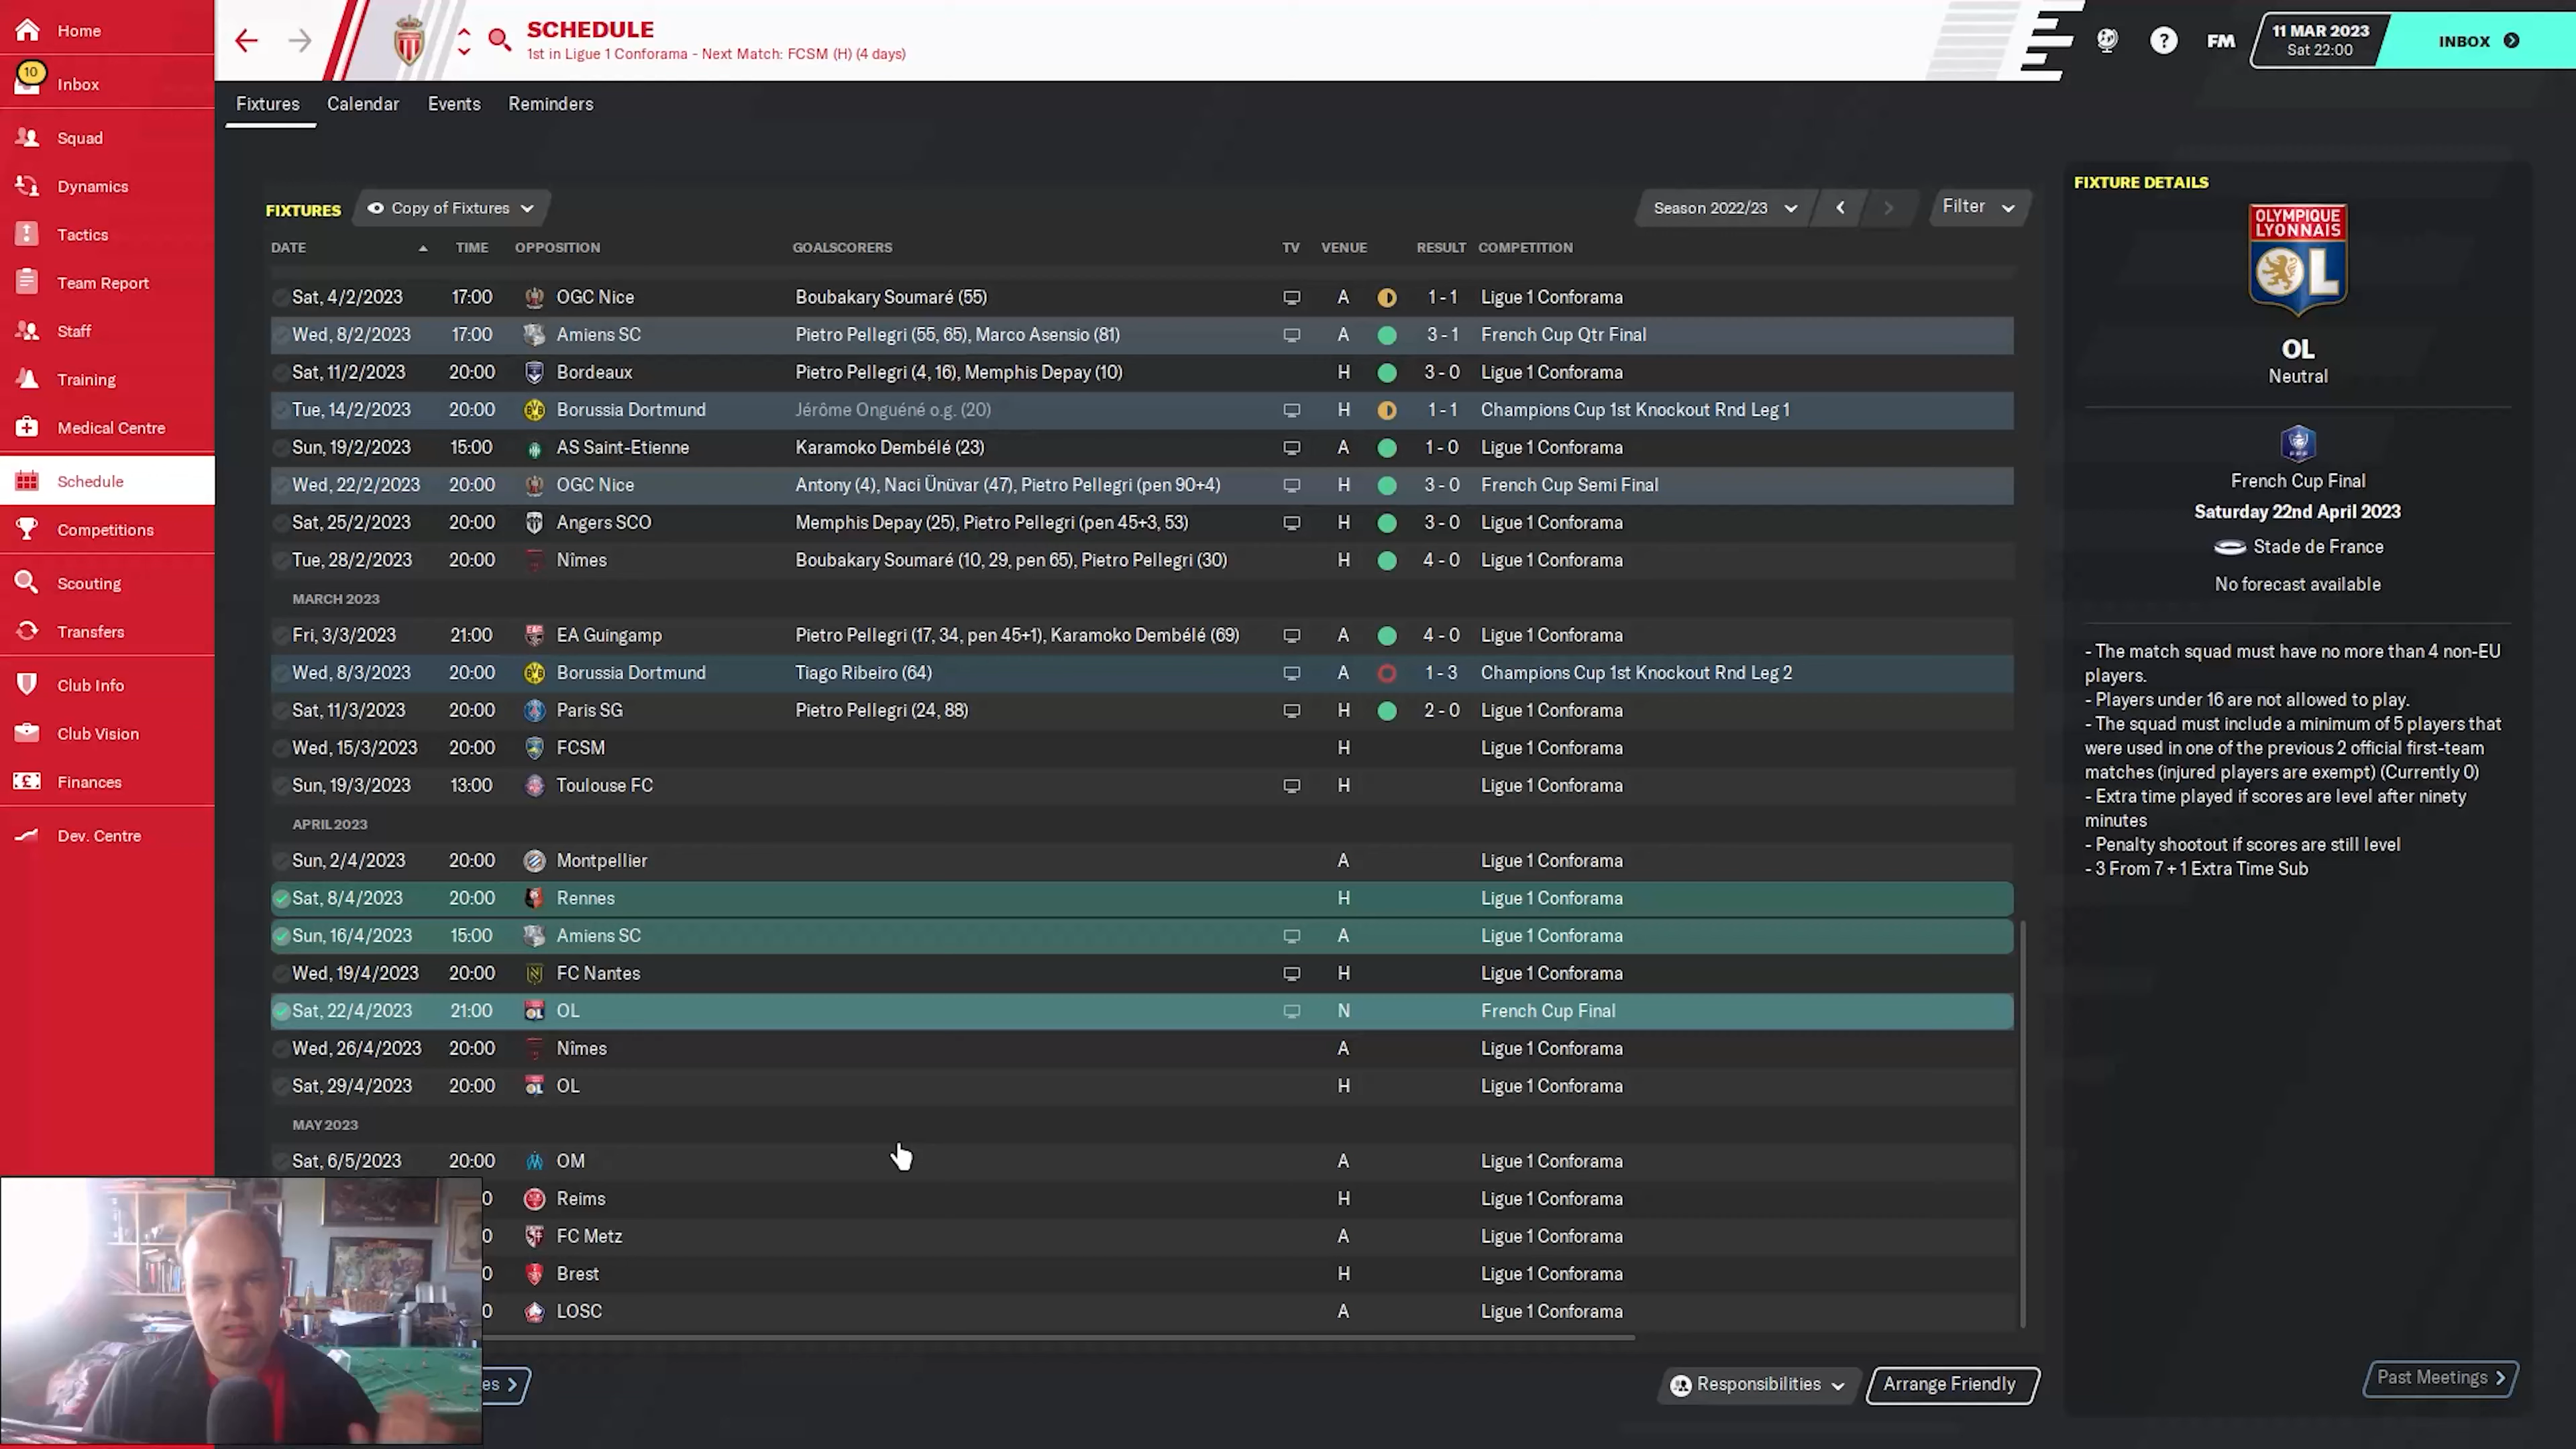 Home
10
Inbox
Squad
Dynamics
Tactics
Team Report
Staff
Training
Medical Centre
Schedule
Competitions
Scouting
Transfers
Club Info
Club Vision
Finances
Dev. Centre
SCHEDULE
1st in Ligue 1 Conforama - Next Match: FCSM (H) (4 days)
FM
11 MAR 2023
Sat 22:00
INBOX
Fixtures Calendar Events Reminders
FIXTURES Copy of Fixtures Season 2022/23 Filter
DATE TIME OPPOSITION GOALSCORERS TV VENUE RESULT COMPETITION
Sat, 4/2/2023 17:00 OGC Nice Boubakary Soumaré (55) A 1 - 1 Ligue 1 Conforama
Wed, 8/2/2023 17:00 Amiens SC Pietro Pellegri (55, 65), Marco Asensio (81) A 3 - 1 French Cup Qtr Final
Sat, 11/2/2023 20:00 Bordeaux Pietro Pellegri (4, 16), Memphis Depay (10) H 3 - 0 Ligue 1 Conforama
Tue, 14/2/2023 20:00 Borussia Dortmund Jérôme Onguéné o.g. (20) H 1 - 1 Champions Cup 1st Knockout Rnd Leg 1
Sun, 19/2/2023 15:00 AS Saint-Etienne Karamoko Dembélé (23) A 1 - 0 Ligue 1 Conforama
Wed, 22/2/2023 20:00 OGC Nice Antony (4), Naci Ünüvar (47), Pietro Pellegri (pen 90+4) H 3 - 0 French Cup Semi Final
Sat, 25/2/2023 20:00 Angers SCO Memphis Depay (25), Pietro Pellegri (pen 45+3, 53) H 3 - 0 Ligue 1 Conforama
Tue, 28/2/2023 20:00 Nîmes Boubakary Soumaré (10, 29, pen 65), Pietro Pellegri (30) H 4 - 0 Ligue 1 Conforama
MARCH 2023
Fri, 3/3/2023 21:00 EA Guingamp Pietro Pellegri (17, 34, pen 45+1), Karamoko Dembélé (69) A 4 - 0 Ligue 1 Conforama
Wed, 8/3/2023 20:00 Borussia Dortmund Tiago Ribeiro (64) A 1 - 3 Champions Cup 1st Knockout Rnd Leg 2
Sat, 11/3/2023 20:00 Paris SG Pietro Pellegri (24, 88) H 2 - 0 Ligue 1 Conforama
Wed, 15/3/2023 20:00 FCSM H Ligue 1 Conforama
Sun, 19/3/2023 13:00 Toulouse FC H Ligue 1 Conforama
APRIL 2023
Sun, 2/4/2023 20:00 Montpellier A Ligue 1 Conforama
Sat, 8/4/2023 20:00 Rennes H Ligue 1 Conforama
Sun, 16/4/2023 15:00 Amiens SC A Ligue 1 Conforama
Wed, 19/4/2023 20:00 FC Nantes H Ligue 1 Conforama
Sat, 22/4/2023 21:00 OL N French Cup Final
Wed, 26/4/2023 20:00 Nîmes A Ligue 1 Conforama
Sat, 29/4/2023 20:00 OL H Ligue 1 Conforama
MAY 2023
Sat, 6/5/2023 20:00 OM A Ligue 1 Conforama
0 Reims H Ligue 1 Conforama
0 FC Metz A Ligue 1 Conforama
0 Brest H Ligue 1 Conforama
0 LOSC A Ligue 1 Conforama
es
Responsibilities Arrange Friendly
FIXTURE DETAILS
OLYMPIQUE
LYONNAIS
OL
OL
Neutral
FFF
French Cup Final
Saturday 22nd April 2023
Stade de France
No forecast available
- The match squad must have no more than 4 non-EU
players.
- Players under 16 are not allowed to play.
- The squad must include a minimum of 5 players that
were used in one of the previous 2 official first-team
matches (injured players are exempt) (Currently 0)
- Extra time played if scores are level after ninety
minutes
- Penalty shootout if scores are still level
- 3 From 7 + 1 Extra Time Sub
Past Meetings